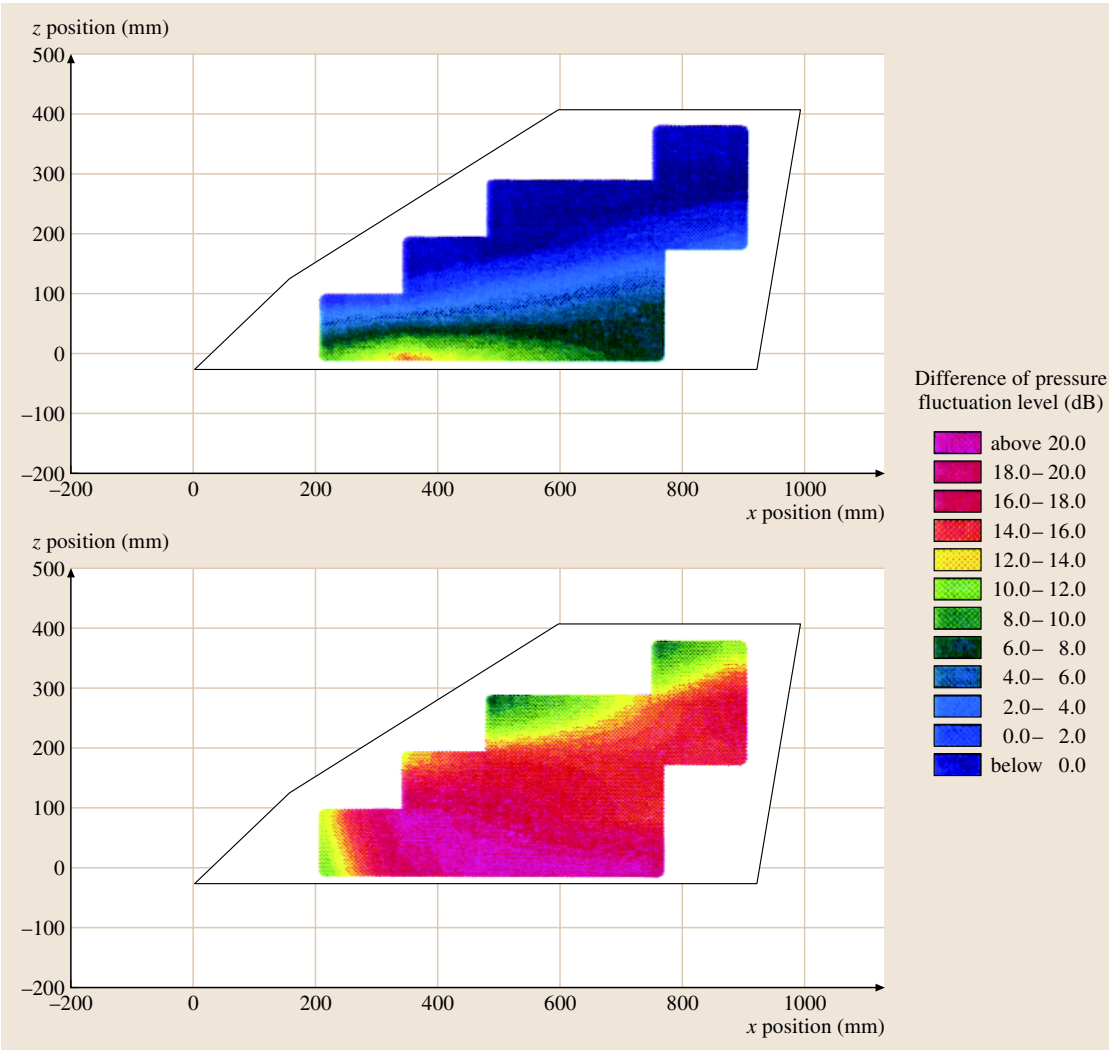 z position (mm)
500
400
300
200
100
0
–100
–200
–200 0 200 400 600 800 1000
x position (mm)
z position (mm)
500
400
300
200
100
0
–100
–200
–200 0 200 400 600 800 1000
x position (mm)
Difference of pressure
fluctuation level (dB)
above 20.0
18.0– 20.0
16.0– 18.0
14.0– 16.0
12.0– 14.0
10.0– 12.0
8.0– 10.0
6.0– 8.0
4.0– 6.0
2.0– 4.0
0.0– 2.0
below 0.0